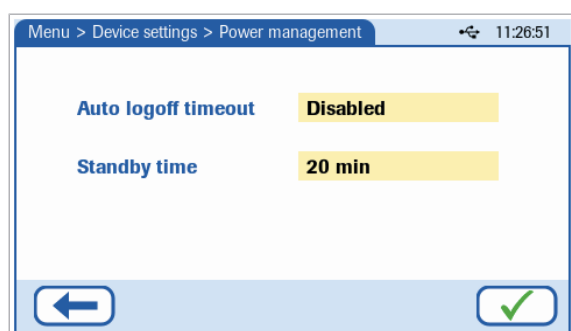 Menu > Device settings > Power management 11:26:51
Auto logoff timeout Disabled
Standby time 20 min